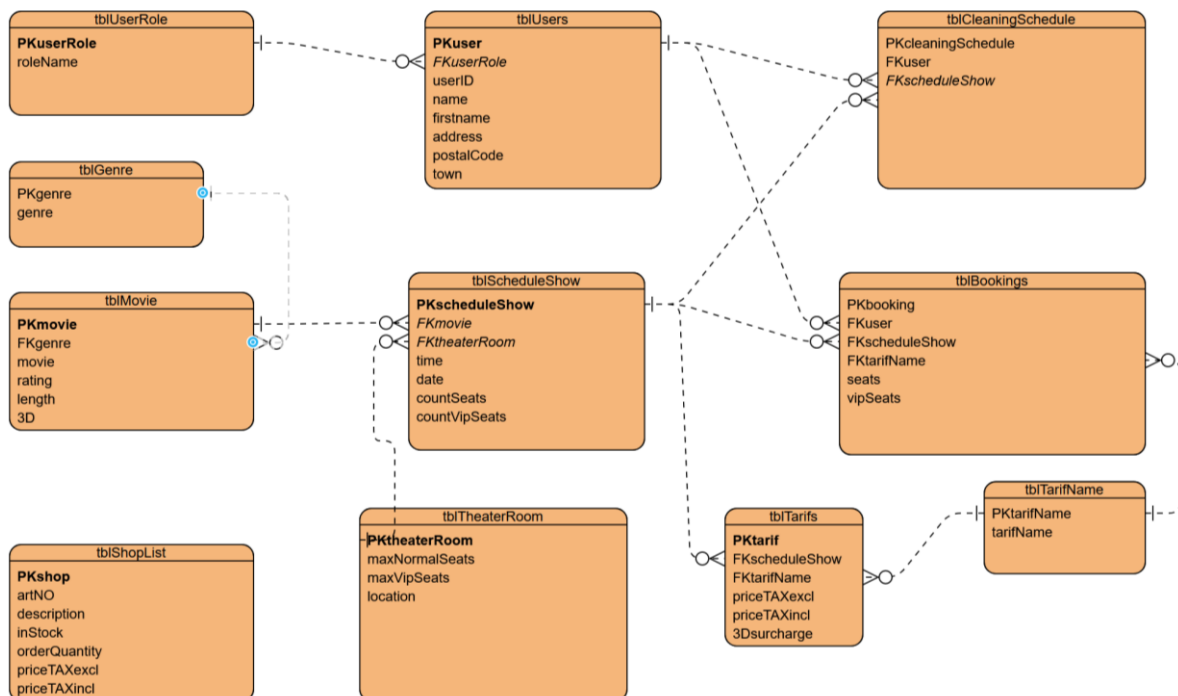 tblUserRole
PKuserRole
roleName
tblUsers
PKuser
FKuserRole
userID
name
firstname
address
postalCode
town
tblCleaningSchedule
PKcleaningSchedule
FKuser
FKscheduleShow
tblGenre
PKgenre
genre
tblMovie
PKmovie
FKgenre
movie
rating
length
3D
tblScheduleShow
PKscheduleShow
FKmovie
FKtheaterRoom
time
date
countSeats
countVipSeats
tblBookings
PKbooking
FKuser
FKscheduleShow
FKtarifName
seats
vipSeats
tblShopList
PKshop
artNO
description
inStock
orderQuantity
priceTAXexcl
priceTAXincl
tblTheaterRoom
PKtheaterRoom
maxNormalSeats
maxVipSeats
location
tblTarifs
PKtarif
FKscheduleShow
FKtarifName
priceTAXexcl
priceTAXincl
3Dsurcharge
tblTarifName
PKtarifName
tarifName